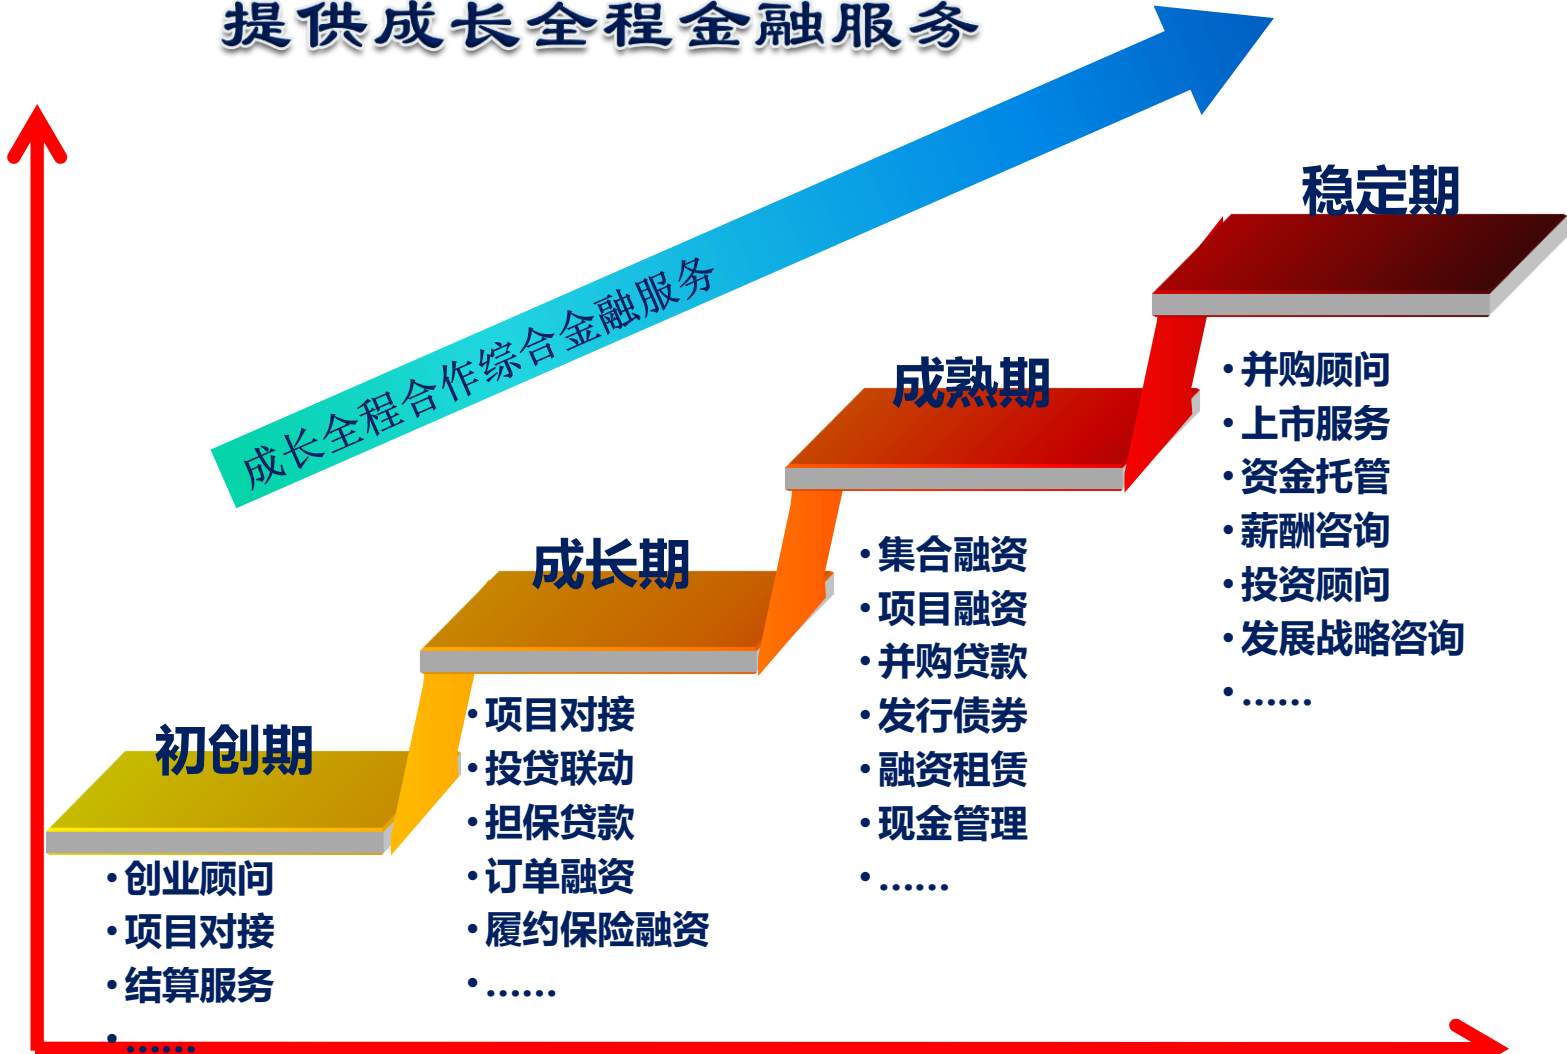 提供成长全程金融服务
成长全程合作综合金融服务
初创期
•创业顾问
•项目对接
•结算服务
•……
成长期
•项目对接
•投贷联动
•担保贷款
•订单融资
•履约保险融资
•……
成熟期
•集合融资
•项目融资
•并购贷款
•发行债券
•融资租赁
•现金管理
•……
稳定期
•并购顾问
•上市服务
•资金托管
•薪酬咨询
•投资顾问
•发展战略咨询
•……